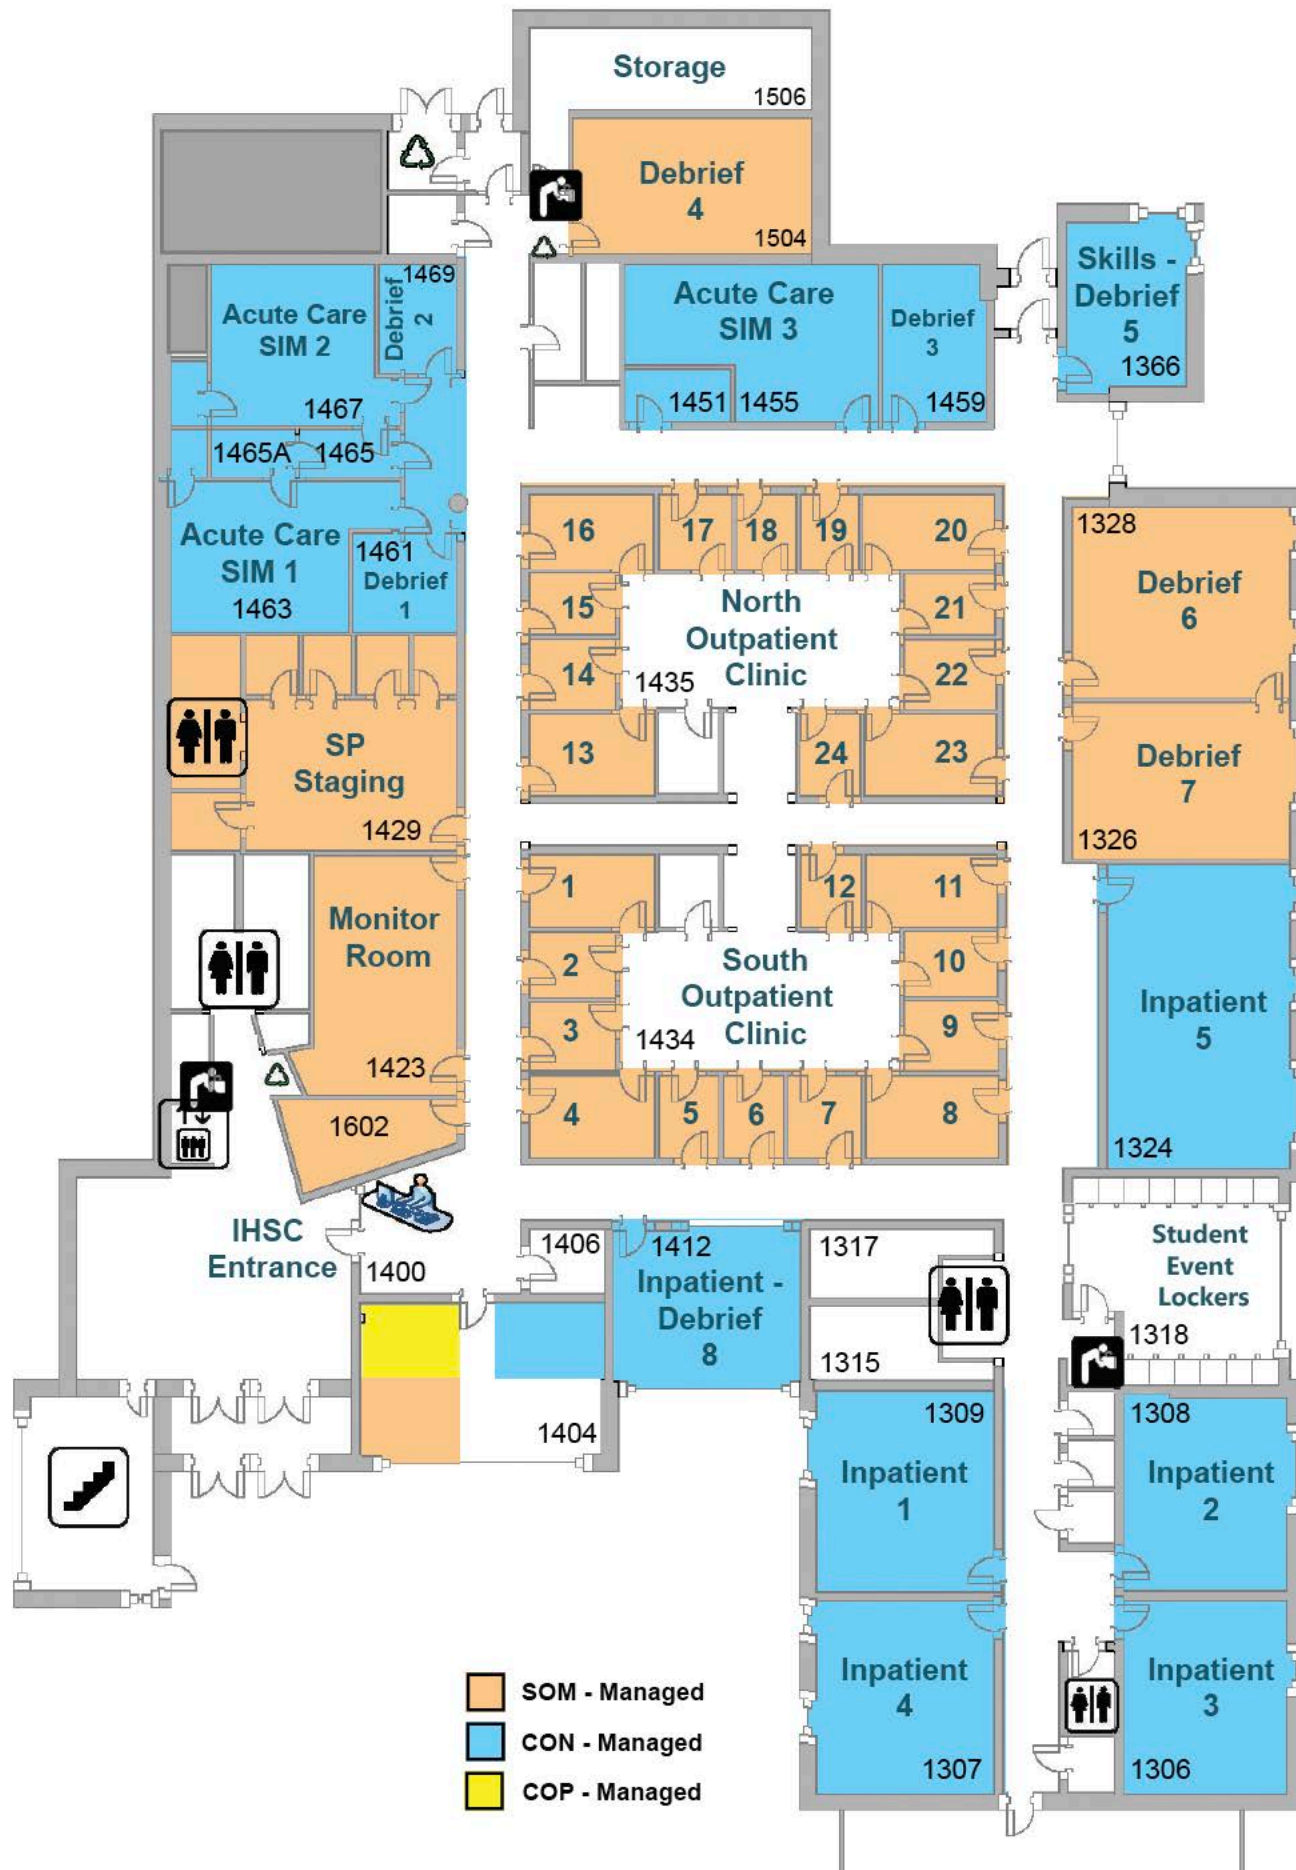 Storage
1506
Debrief
4
1504
1469
Debrief
2
Acute Care
SIM 2
1467
1465A
1465
Acute Care
SIM 3
1451
1455
Debrief
3
1459
Skills -
Debrief
5
1366
Acute Care
SIM 1
1463
1461
Debrief
1
16
17
18
19
20
15
14
13
21
22
23
24
North
Outpatient
Clinic
1435
1328
Debrief
6
Debrief
7
1326
SP
Staging
1429
Monitor
Room
1423
1602
1
2
3
4
5
6
7
8
9
10
11
12
South
Outpatient
Clinic
1434
Inpatient
5
1324
IHSC
Entrance
1400
1406
1412
Inpatient -
Debrief
8
1317
1315
Student
Event
Lockers
1318
1404
1309
Inpatient
1
1308
Inpatient
2
Inpatient
4
1307
Inpatient
3
1306
SOM - Managed
CON - Managed
COP - Managed